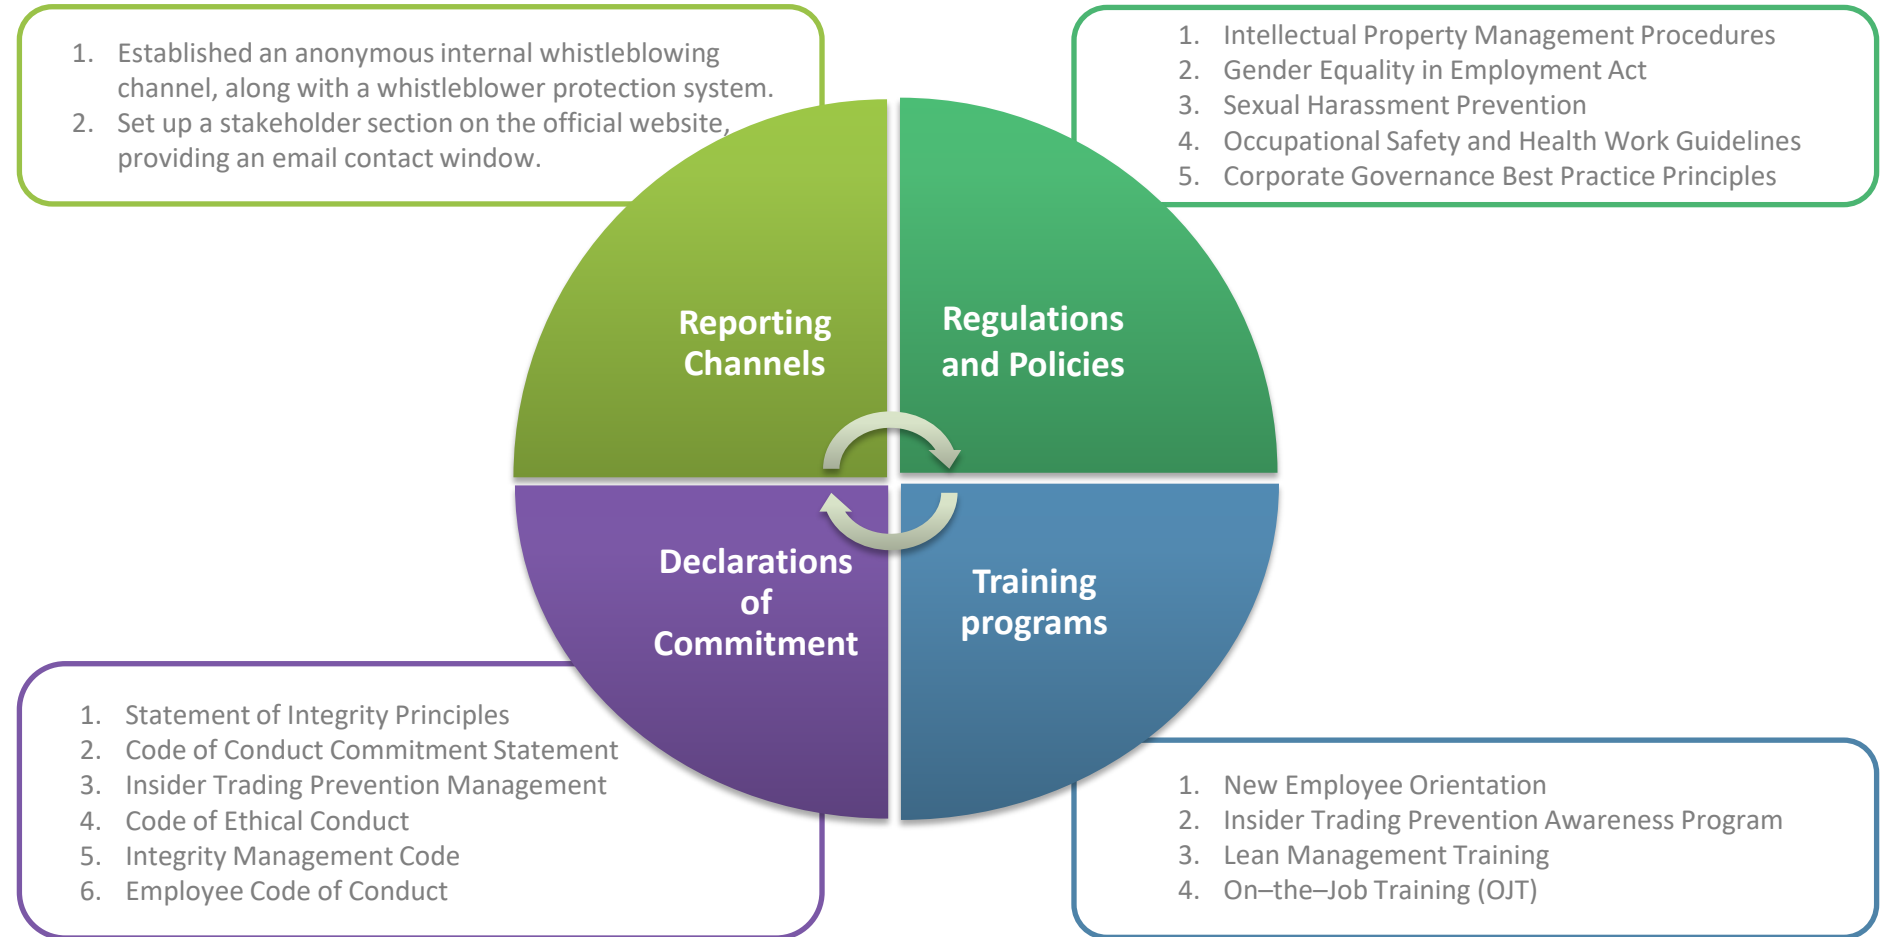 1. Established an anonymous internal whistleblowing
channel, along with a whistleblower protection system.
2. Set up a stakeholder section on the official website,
providing an email contact window.
1. Intellectual Property Management Procedures
2. Gender Equality in Employment Act
3. Sexual Harassment Prevention
4. Occupational Safety and Health Work Guidelines
5. Corporate Governance Best Practice Principles
Reporting
Channels
Regulations
and Policies
Declarations
of
Commitment
Training
programs
1. Statement of Integrity Principles
2. Code of Conduct Commitment Statement
3. Insider Trading Prevention Management
4. Code of Ethical Conduct
5. Integrity Management Code
6. Employee Code of Conduct
1. New Employee Orientation
2. Insider Trading Prevention Awareness Program
3. Lean Management Training
4. On–the–Job Training (OJT)